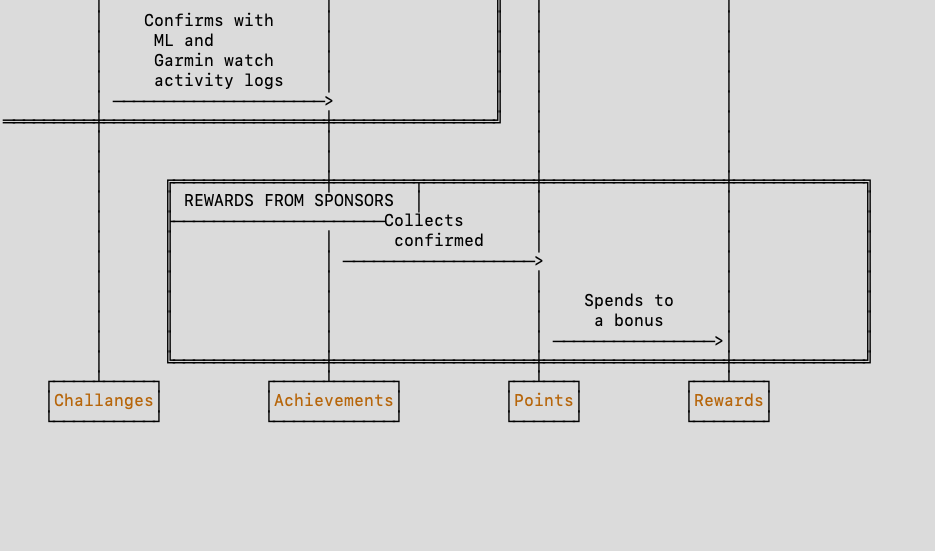 Confirms with
ML and
Garmin watch
activity logs
REWARDS FROM SPONSORS
Collects
confirmed
Spends to
a bonus
Challanges
Achievements
Points
Rewards